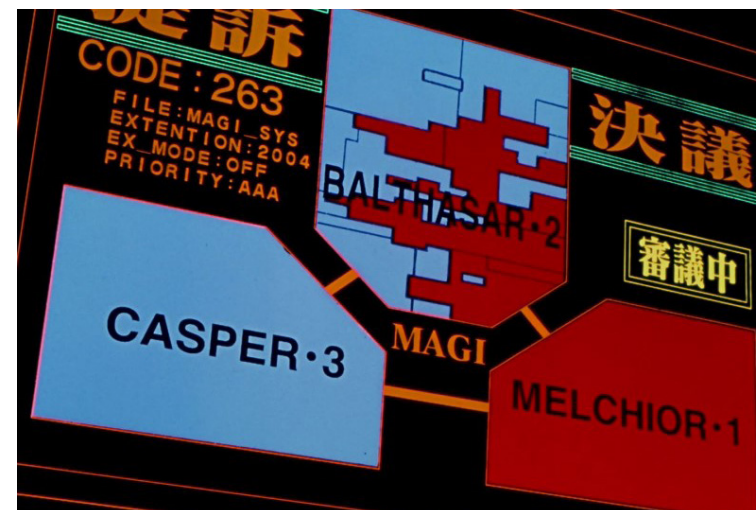 提訴
CODE:263
FILE:MAGI_SYS
EXTENTION:2004
EX_MODE:OFF
PRIORITY:AAA
決議
審議中
BALTHASAR・2
CASPER・3
MAGI
MELCHIOR・1